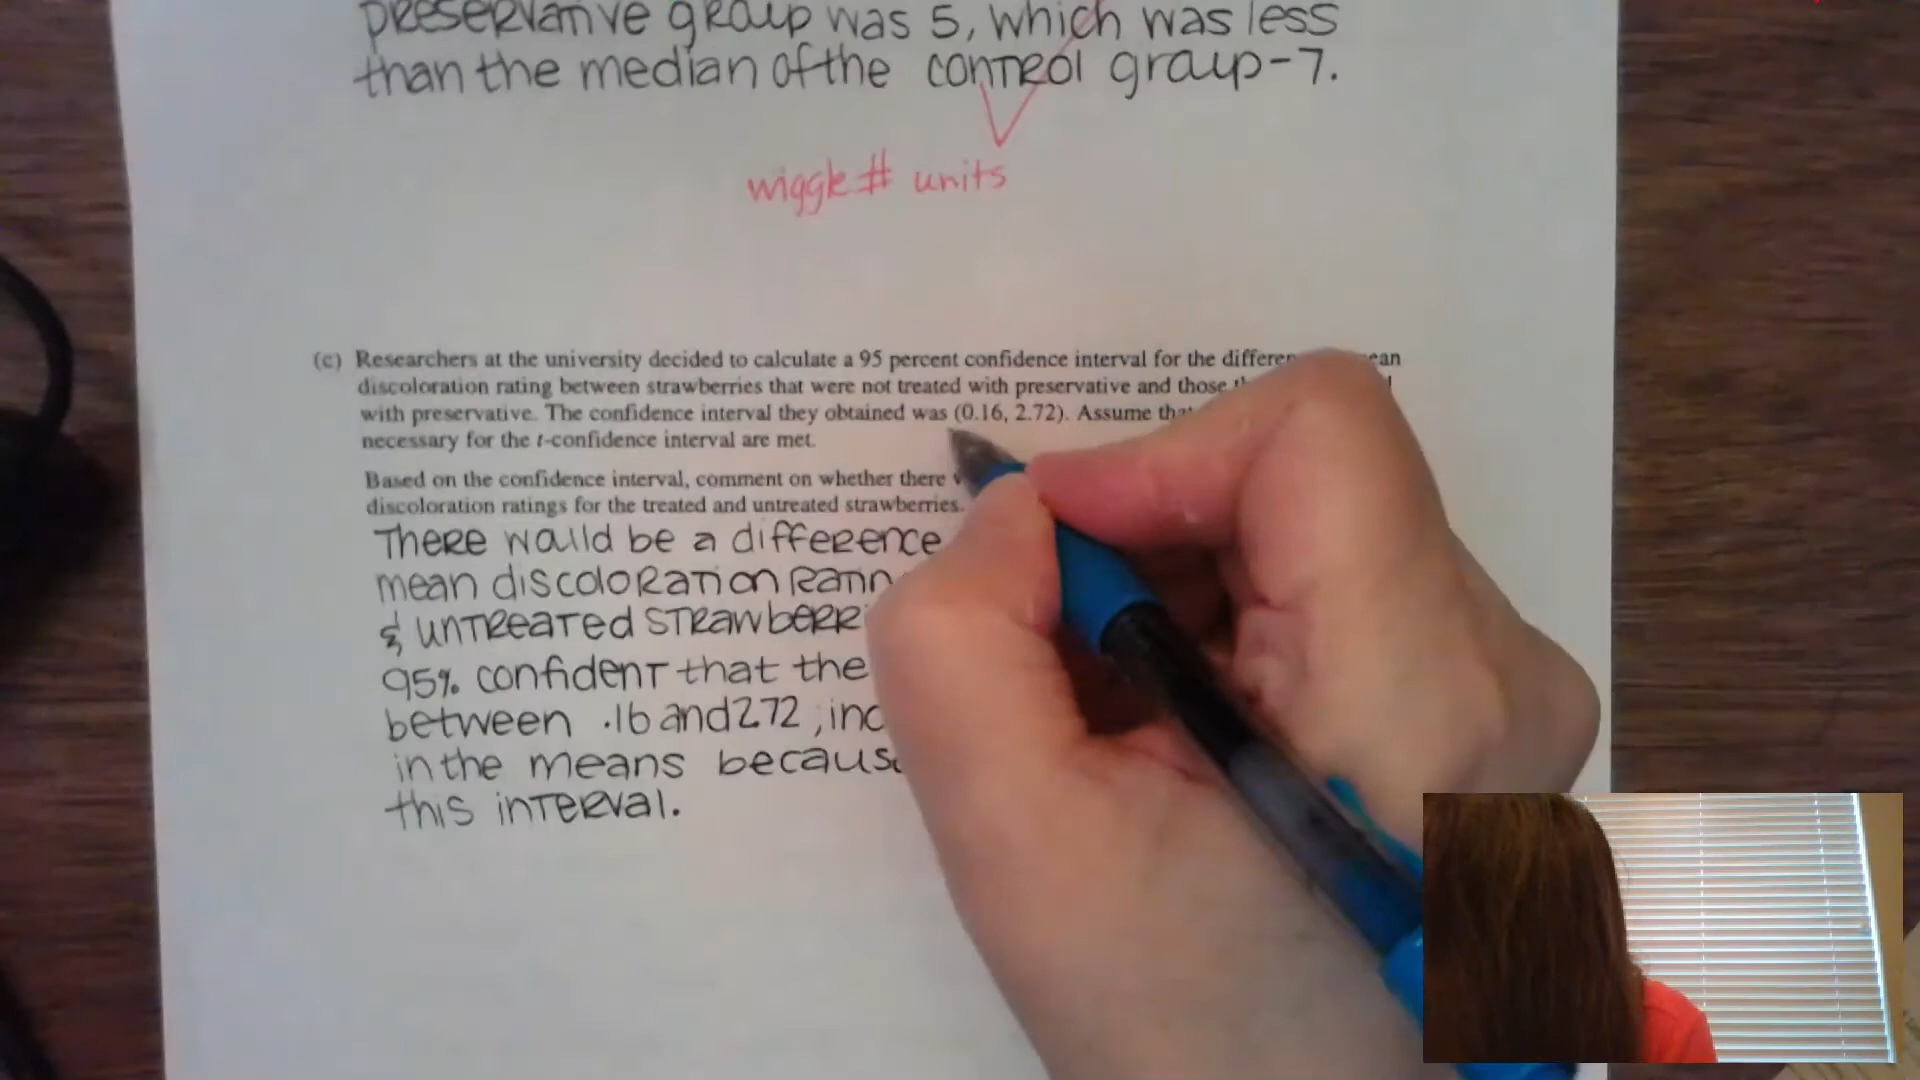 preservative group was 5, which was less
than the median of the control group-7.
wiggle # units
(c) Researchers at the university decided to calculate a 95 percent confidence interval for the differen ean
discoloration rating between strawberries that were not treated with preservative and those
with preservative. The confidence interval they obtained was (0.16, 2.72). Assume that
necessary for the t-confidence interval are met.
Based on the confidence interval, comment on whether there
discoloration ratings for the treated and untreated strawberries.
There would be a difference
mean discoloration
& untreated
95% confident that the
between .16 and 2.72 ;
in the means because
this interval.